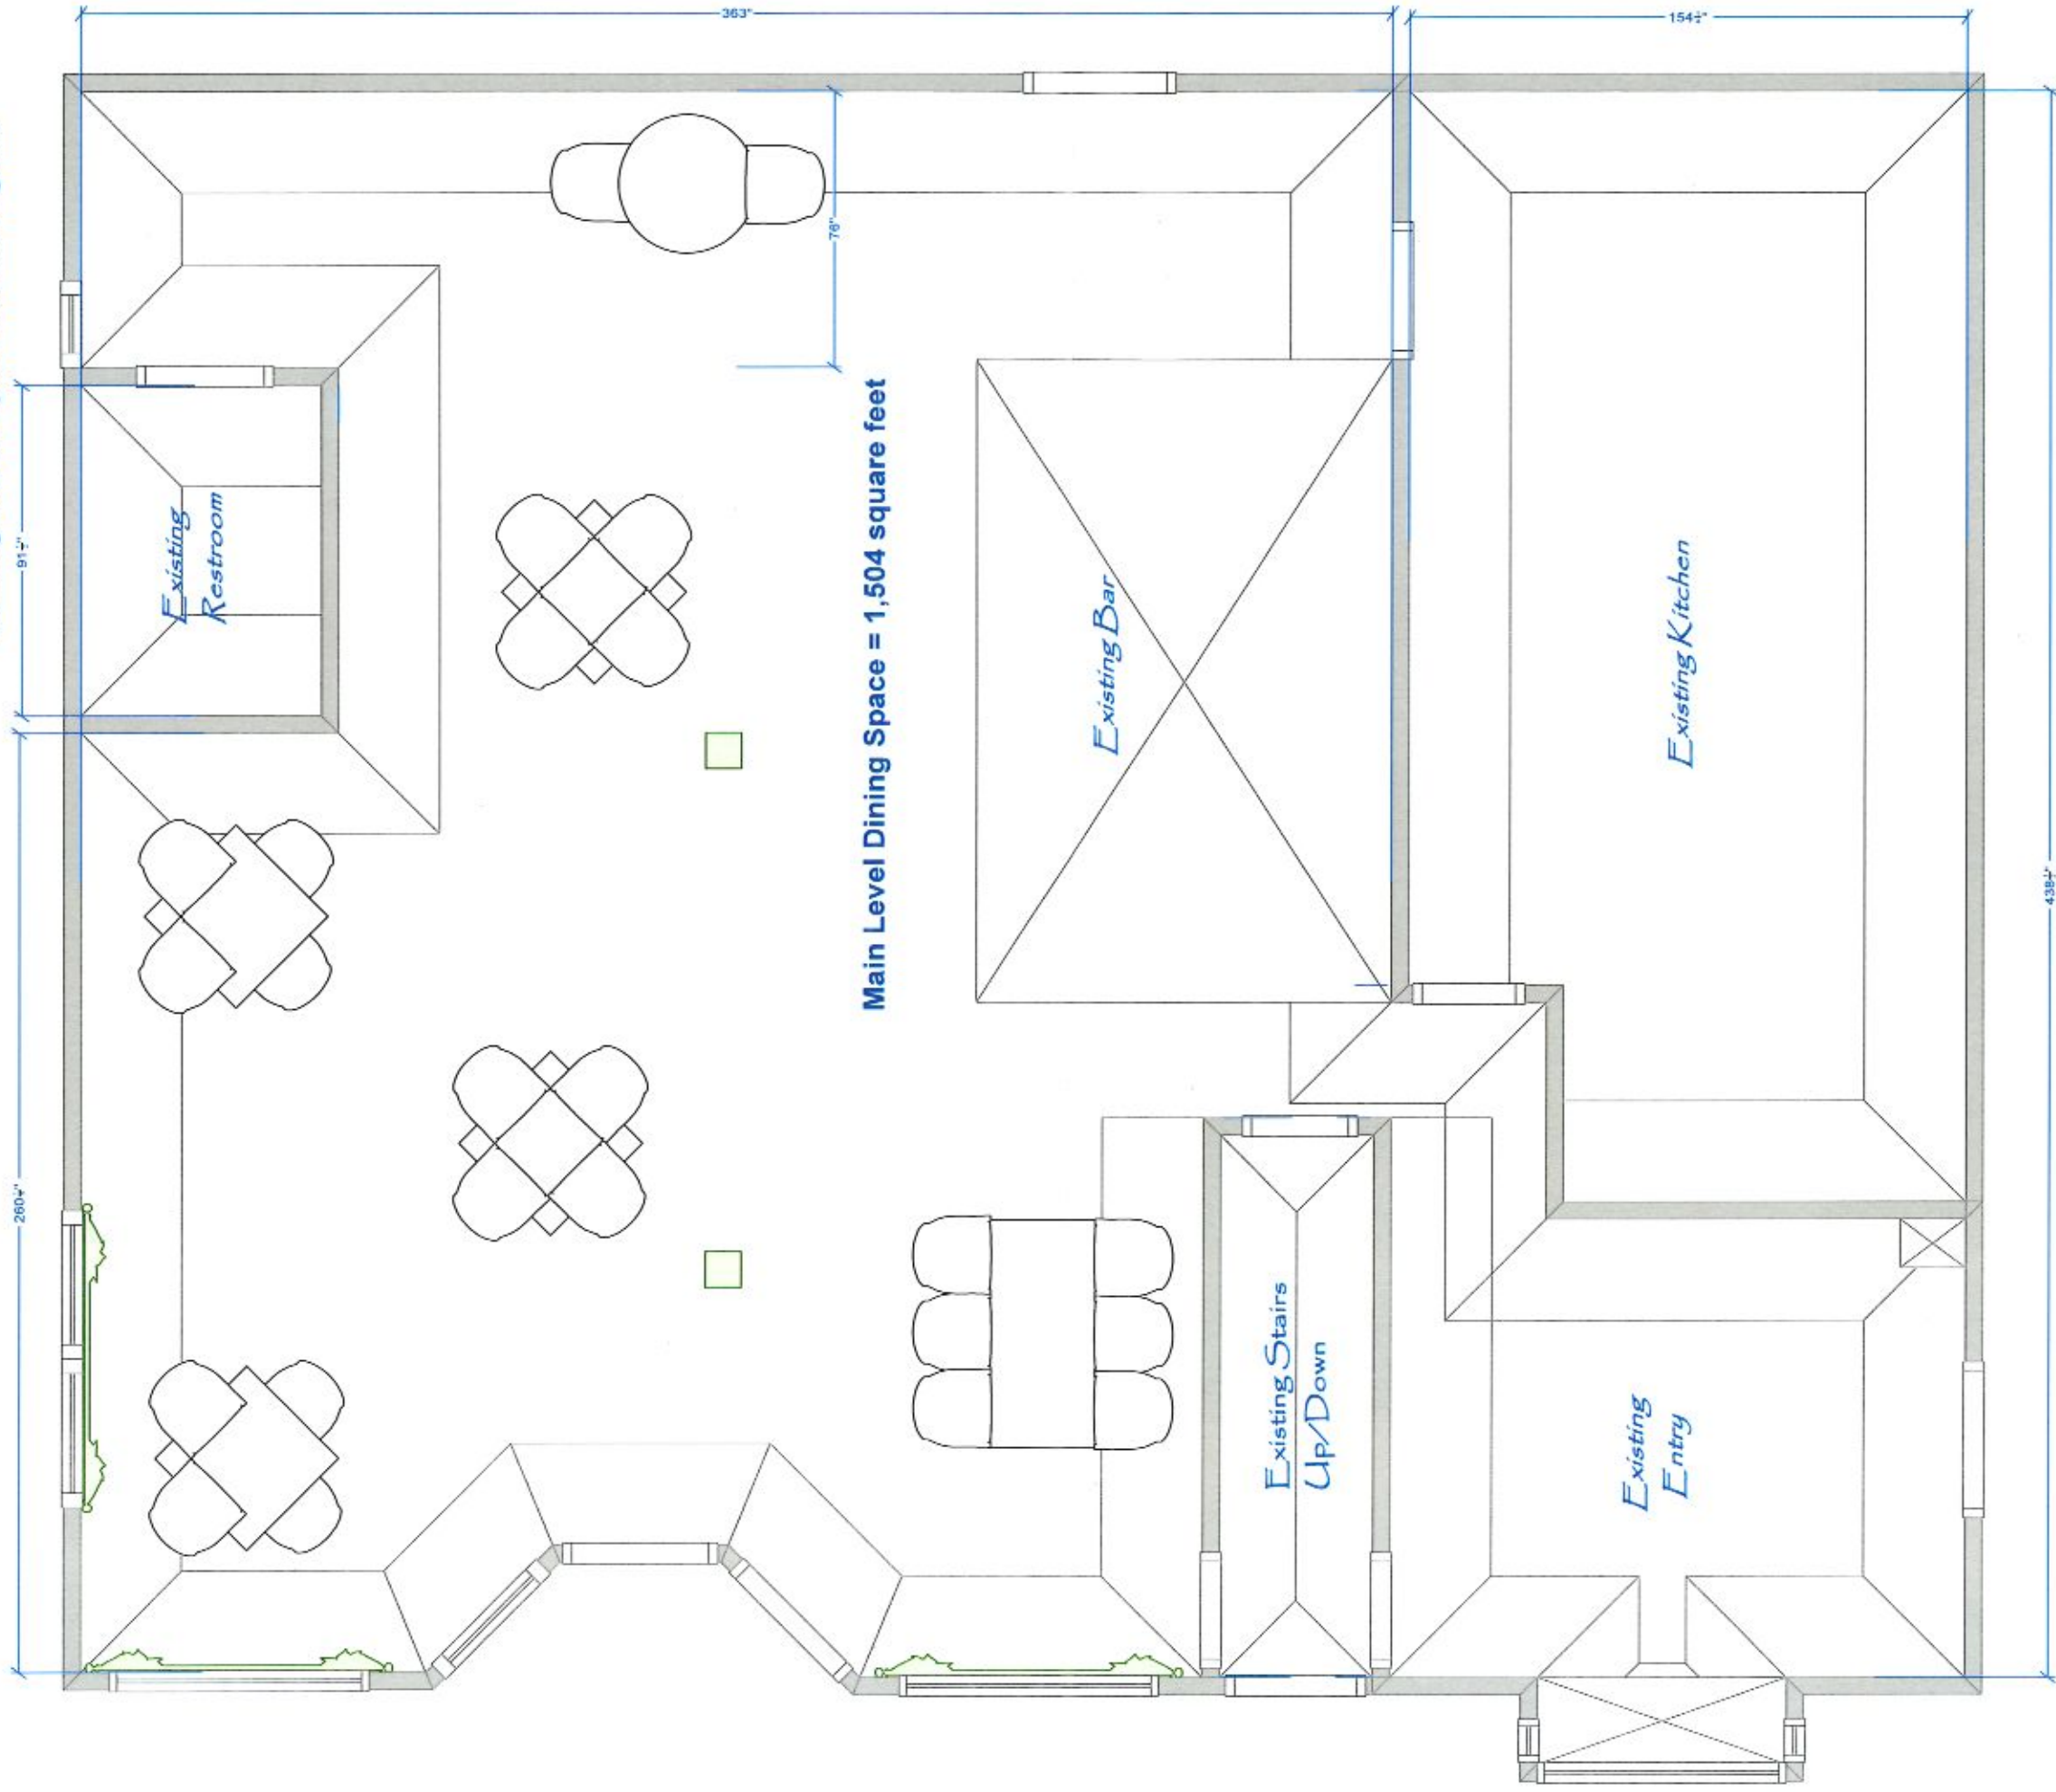 363"
154½"
76"
91½"
Existing
Restroom
Main Level Dining Space = 1,504 square feet
Existing Bar
Existing Kitchen
438½"
260½"
Existing Stairs
Up/Down
Existing
Entry